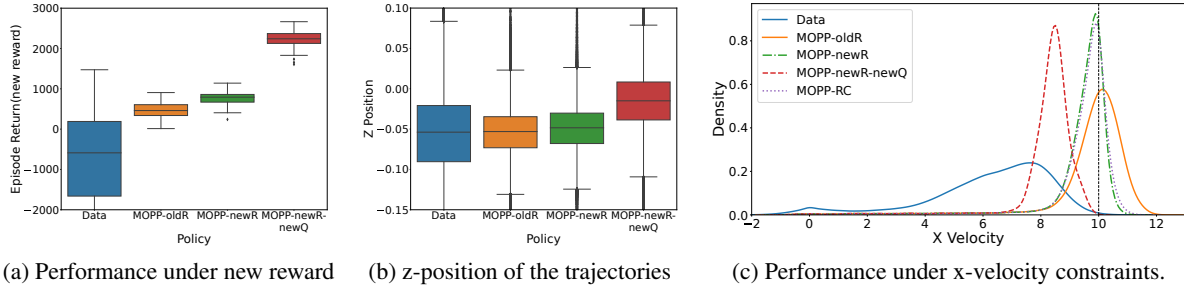 Episode Return(new reward)
3000
2000
1000
0
−1000
−2000
Data
MOPP-oldR
MOPP-newR
MOPP-newR-
newQ
Policy
(a) Performance under new reward
Z Position
0.10
0.05
0.00
−0.05
−0.10
−0.15
Data
MOPP-oldR
MOPP-newR
MOPP-newR-
newQ
Policy
(b) z-position of the trajectories
Density
0.8
0.6
0.4
0.2
0.0
Data
MOPP-oldR
MOPP-newR
MOPP-newR-newQ
MOPP-RC
−2 0 2 4 6 8 10 12
X Velocity
(c) Performance under x-velocity constraints.